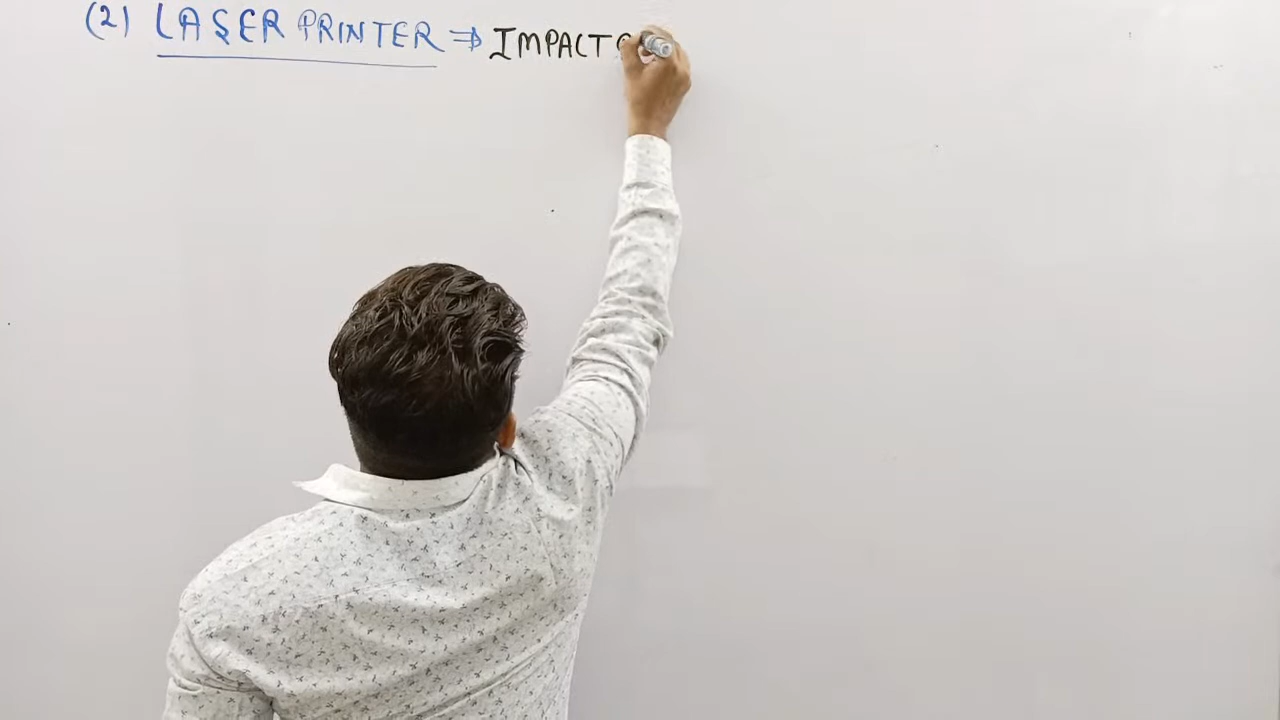 (2) LASER PRINTER ⇒ IMPACT